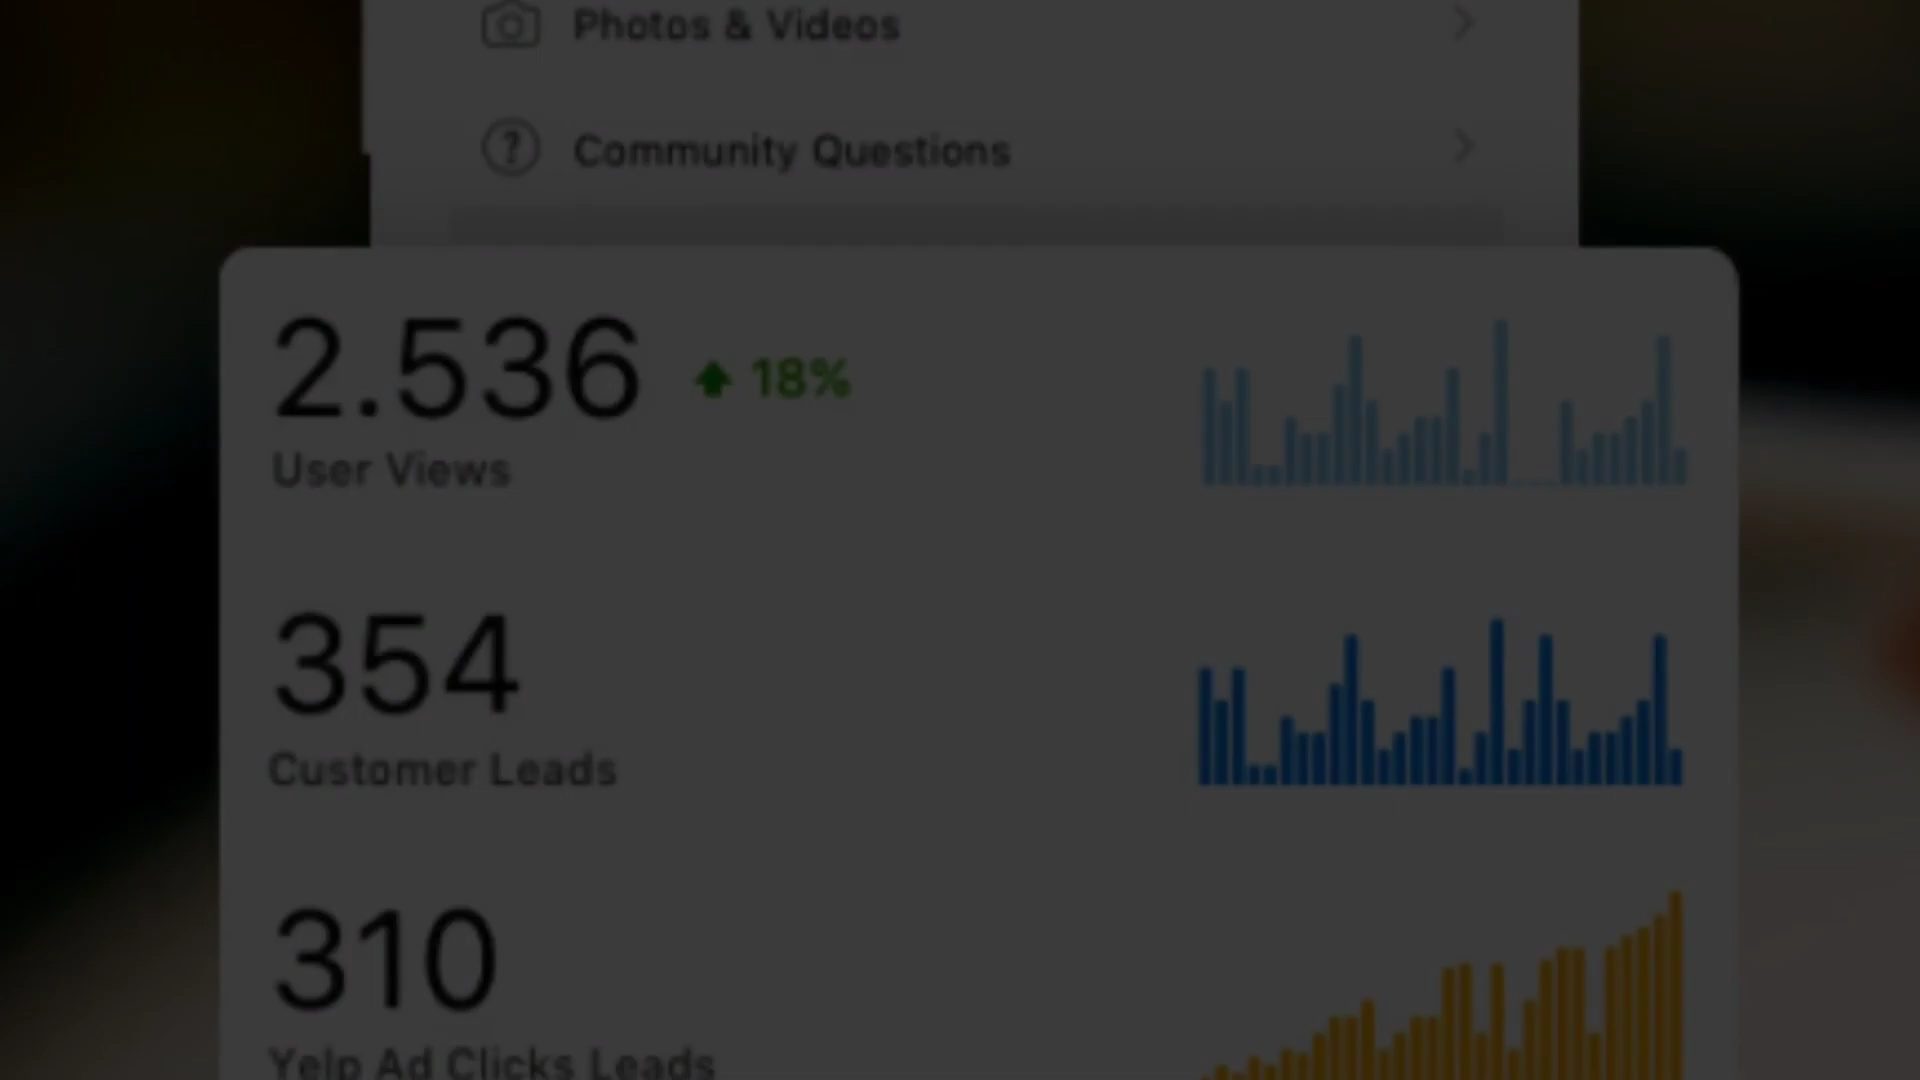 Photos & Videos
? Community Questions
2.536 18%
User Views
354
Customer Leads
310
Yelp Ad Clicks Leads